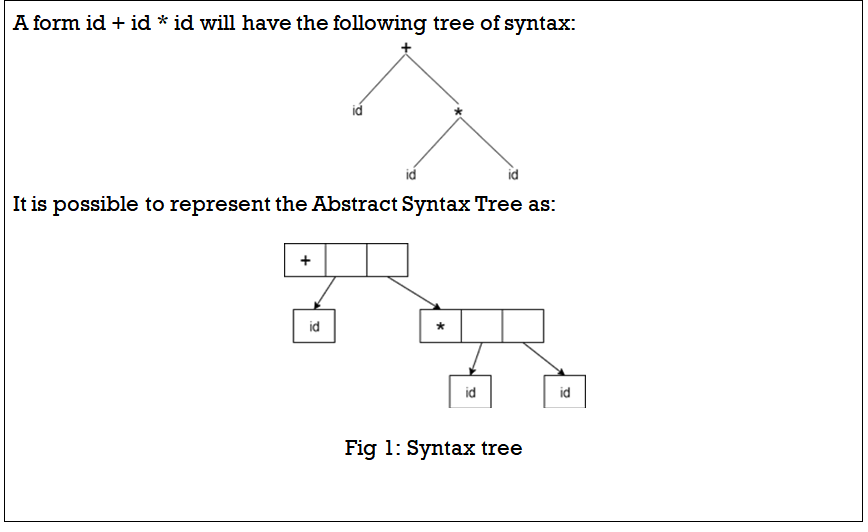 A form id + id * id will have the following tree of syntax:
+
id
*
id id
It is possible to represent the Abstract Syntax Tree as:
+
id *
id id
Fig 1: Syntax tree